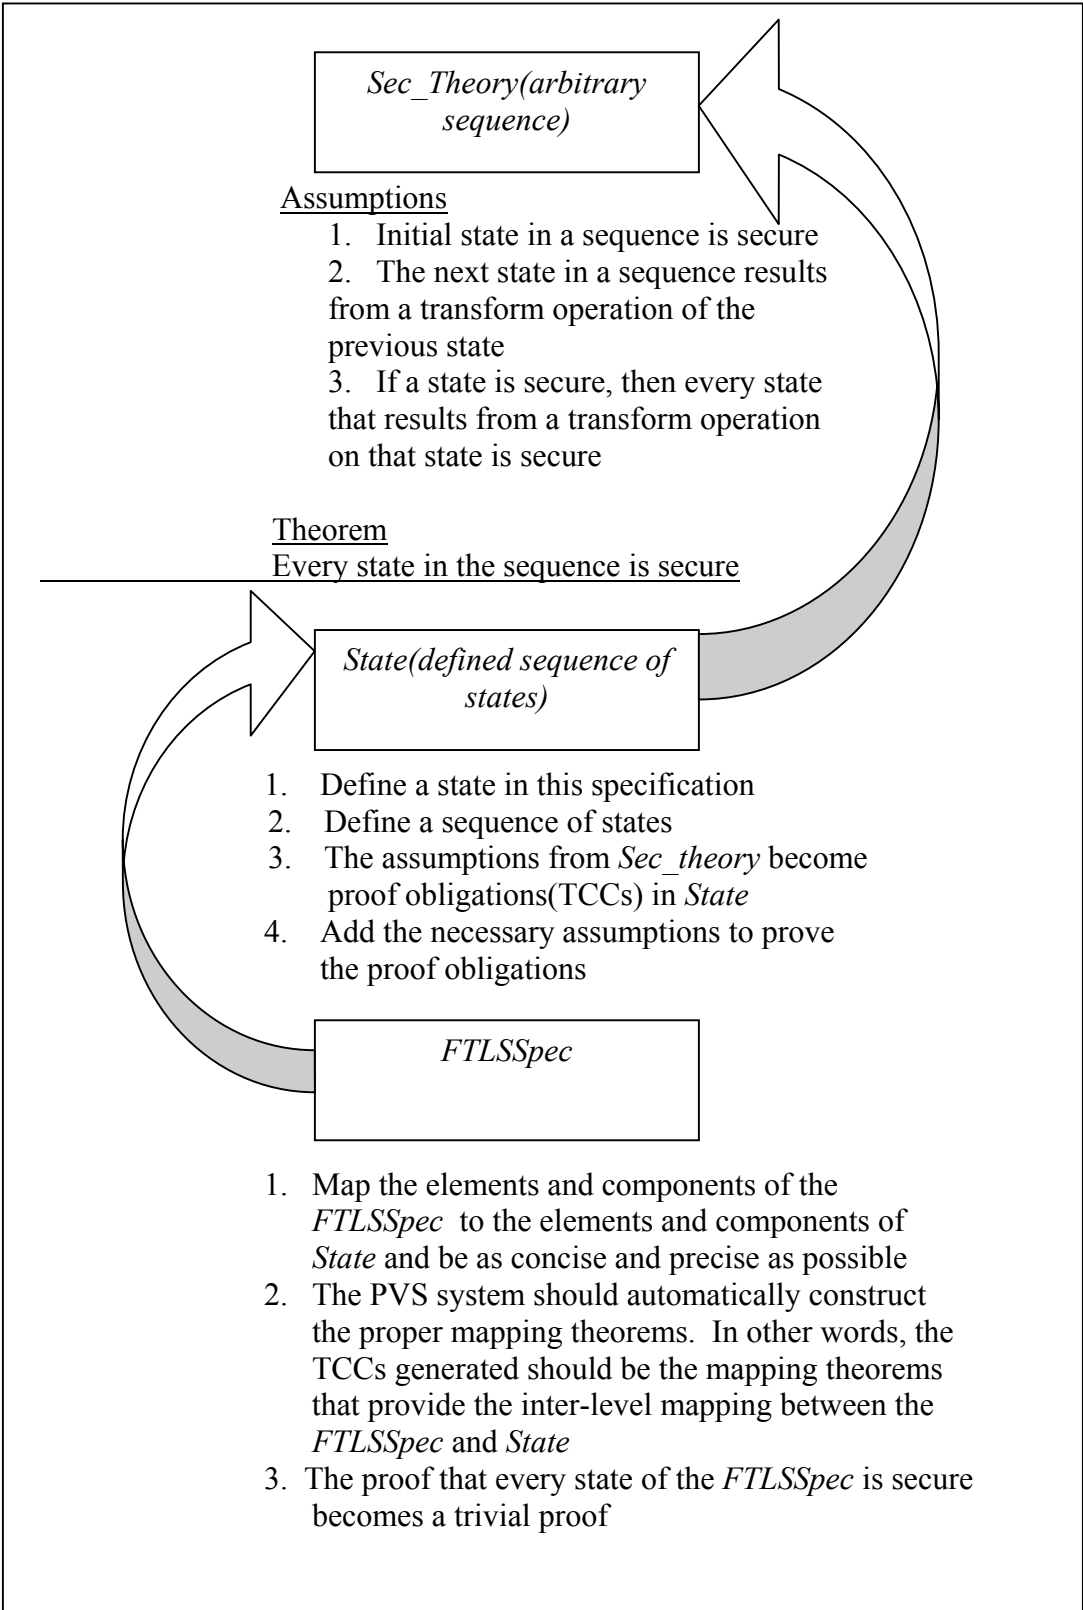 Sec_Theory(arbitrary
sequence)
Assumptions
1. Initial state in a sequence is secure
2. The next state in a sequence results
from a transform operation of the
previous state
3. If a state is secure, then every state
that results from a transform operation
on that state is secure
Theorem
Every state in the sequence is secure
State(defined sequence of
states)
1. Define a state in this specification
2. Define a sequence of states
3. The assumptions from Sec_theory become
proof obligations(TCCs) in State
4. Add the necessary assumptions to prove
the proof obligations
FTLSSpec
1. Map the elements and components of the
FTLSSpec to the elements and components of
State and be as concise and precise as possible
2. The PVS system should automatically construct
the proper mapping theorems. In other words, the
TCCs generated should be the mapping theorems
that provide the inter-level mapping between the
FTLSSpec and State
3. The proof that every state of the FTLSSpec is secure
becomes a trivial proof